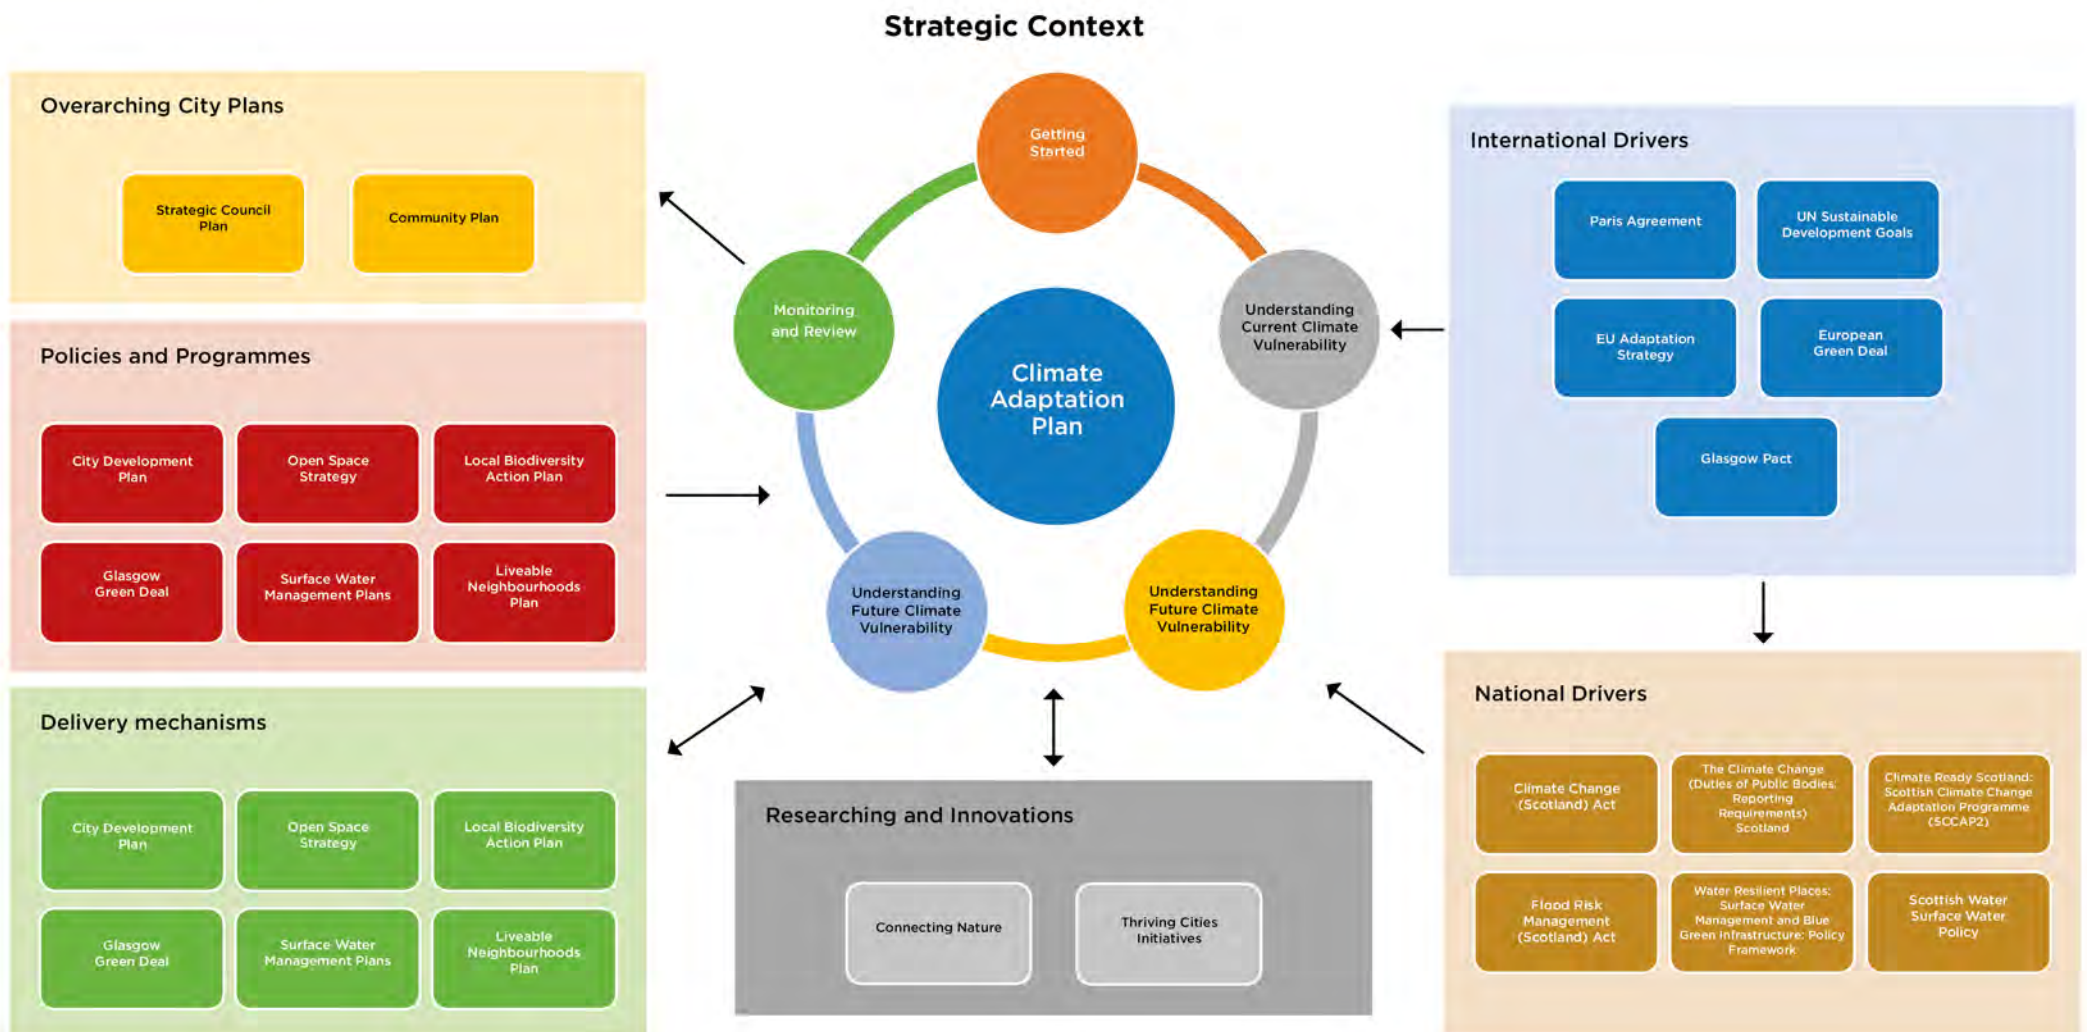 Strategic Context
Overarching City Plans
Strategic Council
Plan
Community Plan
Policies and Programmes
City Development
Plan
Open Space
Strategy
Local Biodiversity
Action Plan
Glasgow
Green Deal
Surface Water
Management Plans
Liveable
Neighbourhoods
Plan
Delivery mechanisms
City Development
Plan
Open Space
Strategy
Local Biodiversity
Action Plan
Glasgow
Green Deal
Surface Water
Management Plans
Liveable
Neighbourhoods
Plan
Getting
Started
Understanding
Current Climate
Vulnerability
Understanding
Future Climate
Vulnerability
Understanding
Future Climate
Vulnerability
Monitoring
and Review
Climate
Adaptation
Plan
Researching and Innovations
Connecting Nature
Thriving Cities
Initiatives
International Drivers
Paris Agreement
UN Sustainable
Development Goals
EU Adaptation
Strategy
European
Green Deal
Glasgow Pact
National Drivers
Climate Change
(Scotland) Act
The Climate Change
(Duties of Public Bodies:
Reporting
Requirements)
Scotland
Climate Ready Scotland:
Scottish Climate Change
Adaptation Programme
(SCCAP2)
Flood Risk
Management
(Scotland) Act
Water Resilient Places:
Surface Water
Management and Blue
Green Infrastructure: Policy
Framework
Scottish Water
Surface Water
Policy